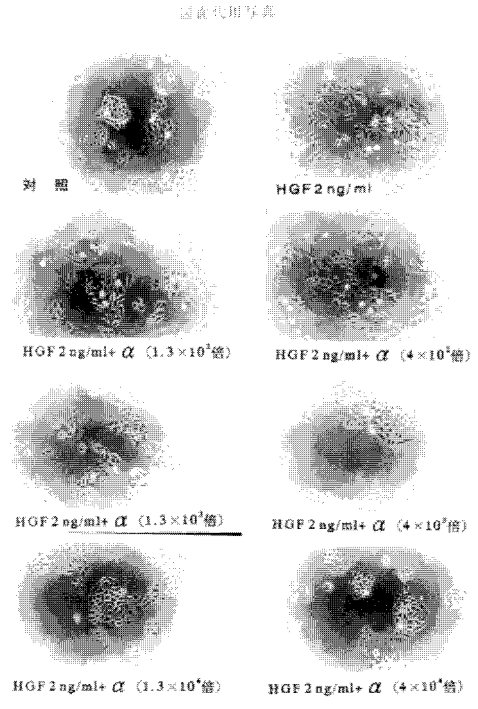 図面代用写真
対 照
HGF 2 ng/ml
HGF 2 ng/ml+ α (1.3×10²倍)
HGF 2 ng/ml+ α (4×10²倍)
HGF 2 ng/ml+ α (1.3×10³倍)
HGF 2 ng/ml+ α (4×10³倍)
HGF 2 ng/ml+ α (1.3×10⁴倍)
HGF 2 ng/ml+ α (4×10⁴倍)